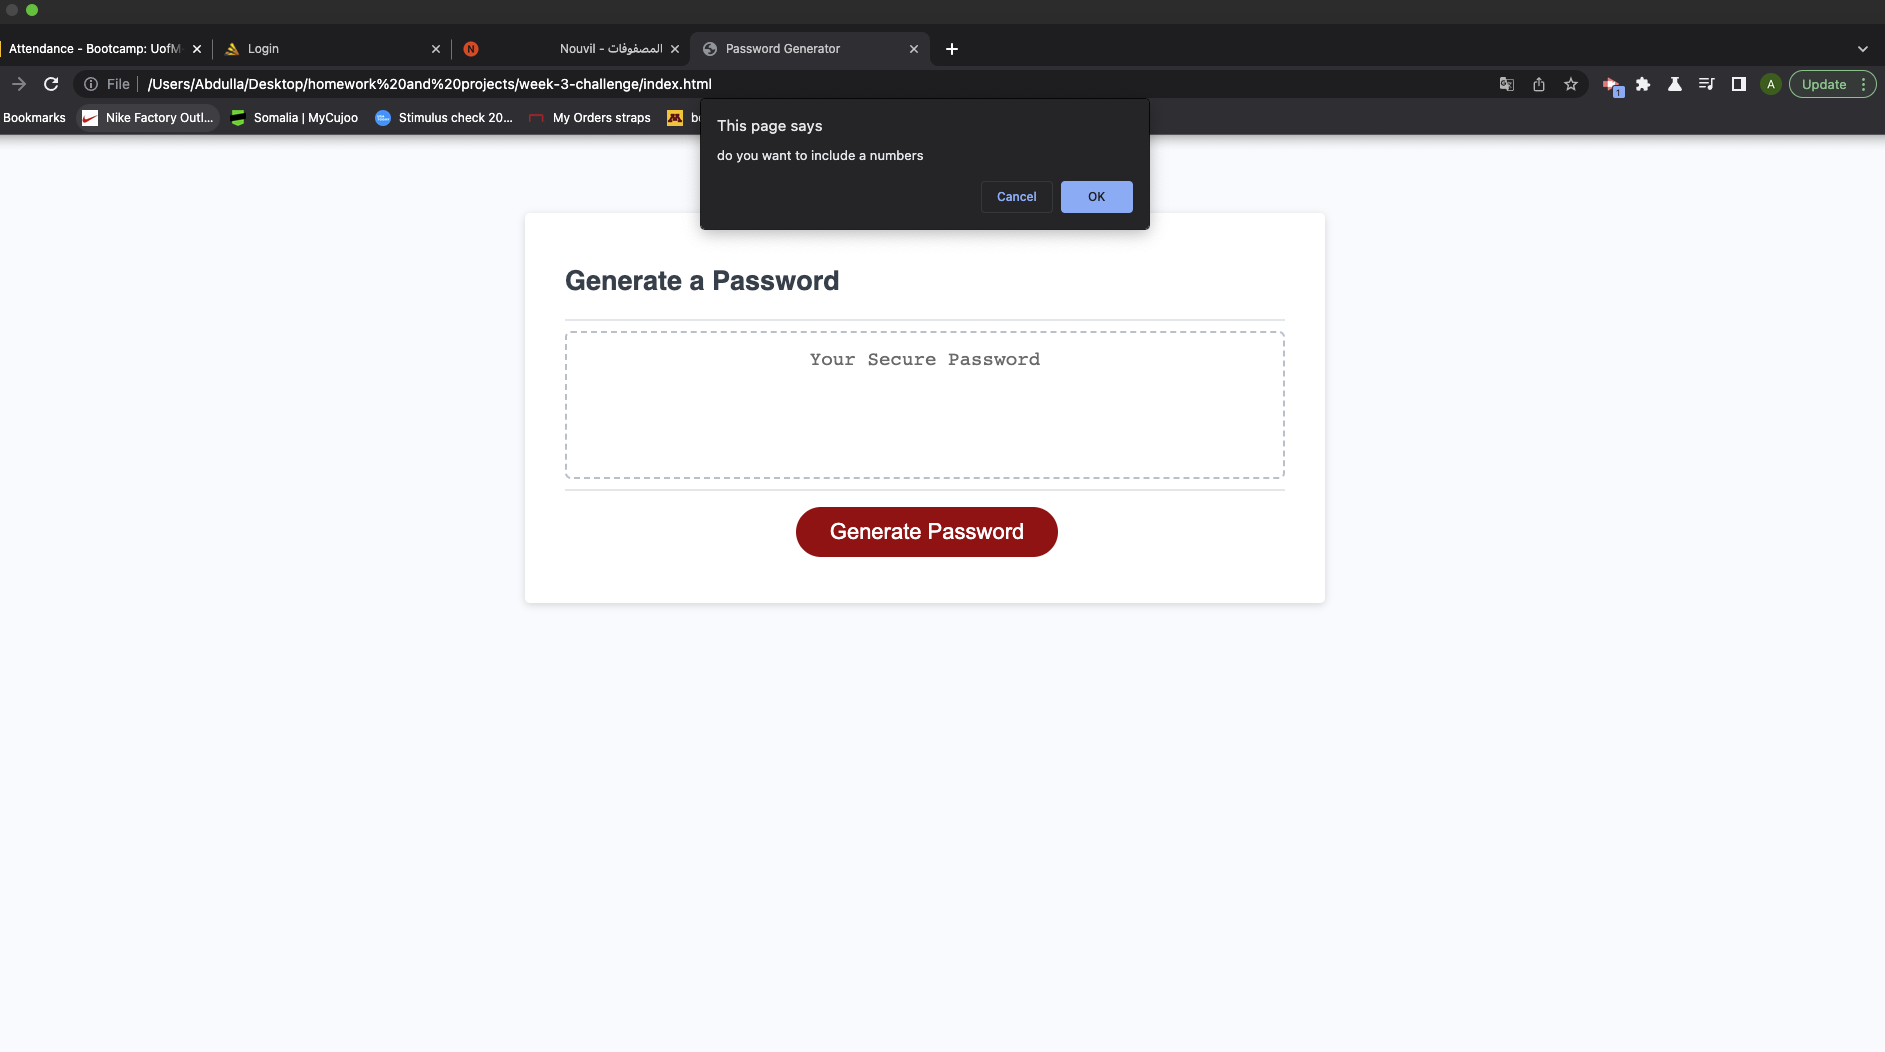 Attendance - Bootcamp: UofM
Login
Nouvil - المصفوفات
Password Generator
File
/Users/Abdulla/Desktop/homework%20and%20projects/week-3-challenge/index.html
1
A
Update
Bookmarks
Nike Factory Outl...
Somalia | MyCujoo
Stimulus check 20...
My Orders straps
This page says
do you want to include a numbers
Cancel
OK
Generate a Password
Your Secure Password
Generate Password